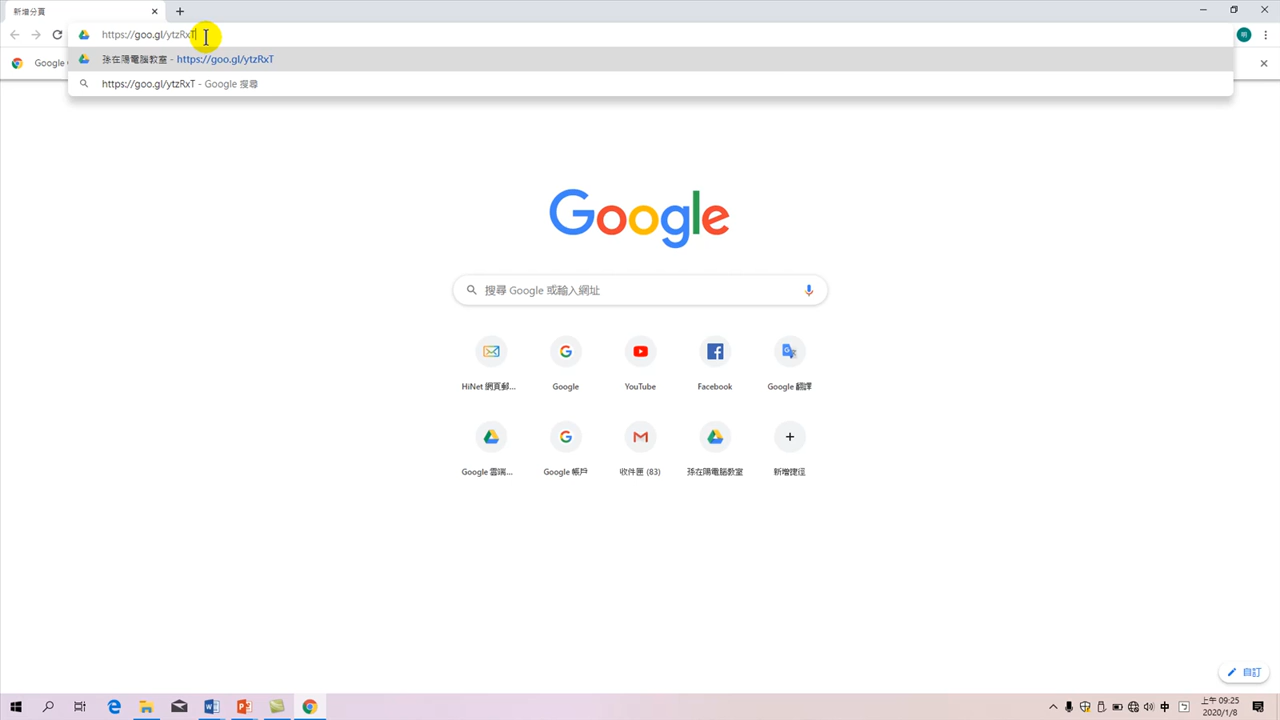 新增分頁
https://goo.gl/ytzRxT
孫在陽電腦教室 - https://goo.gl/ytzRxT
https://goo.gl/ytzRxT - Google 搜尋
Google
明
Google
搜尋 Google 或輸入網址
HiNet 網頁郵... Google YouTube Facebook Google 翻譯
Google 雲端... Google 帳戶 收件匣 (83) 孫在陽電腦教室 新增捷徑
自訂
中
上午 09:25
2020/1/8